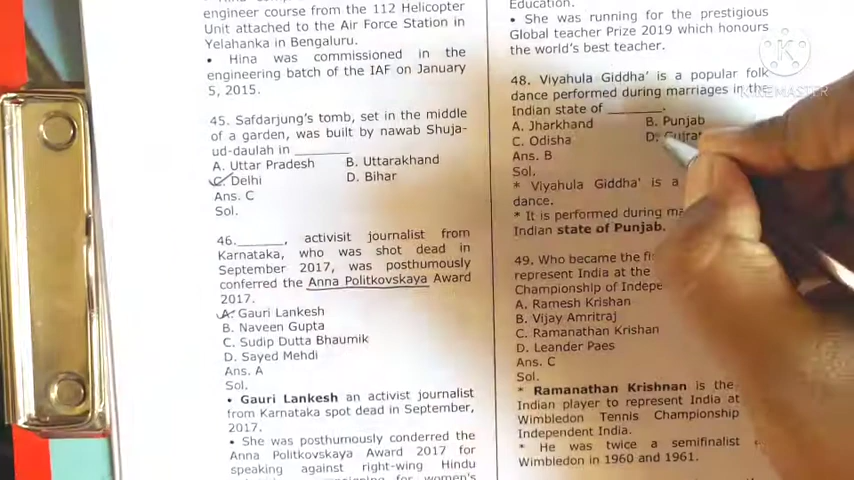 engineer course from the 112 Helicopter
Unit attached to the Air Force Station in
Yelahanka in Bengaluru.
• Hina was commissioned in the
engineering batch of the IAF on January
5, 2015.
45. Safdarjung's tomb, set in the middle
of a garden, was built by nawab Shuja-
ud-daulah in ________
A. Uttar Pradesh B. Uttarakhand
C. Delhi D. Bihar
Ans. C
Sol.
46.______, activisit journalist from
Karnataka, who was shot dead in
September 2017, was posthumously
conferred the Anna Politkovskaya Award
2017.
A. Gauri Lankesh
B. Naveen Gupta
C. Sudip Dutta Bhaumik
D. Sayed Mehdi
Ans. A
Sol.
• Gauri Lankesh an activist journalist
from Karnataka spot dead in September,
2017.
• She was posthumously conderred the
Anna Politkovskaya Award 2017 for
speaking against right-wing Hindu
women's
Education.
• She was running for the prestigious
Global teacher Prize 2019 which honours
the world's best teacher.
48. Viyahula Giddha' is a popular folk
dance performed during marriages in the
Indian state of ________.
A. Jharkhand B. Punjab
C. Odisha D. Gujrat
Ans. B
Sol.
* Viyahula Giddha' is a
dance.
* It is performed during
Indian state of Punjab.
49. Who became the
represent India at the
Championship of
A. Ramesh Krishan
B. Vijay Amritraj
C. Ramanathan Krishan
D. Leander Paes
Ans. C
Sol.
* Ramanathan Krishnan is the
Indian player to represent India at
Wimbledon Tennis Championship
Independent India.
* He was twice a semifinalist
Wimbledon in 1960 and 1961.
K
KINEMASTER